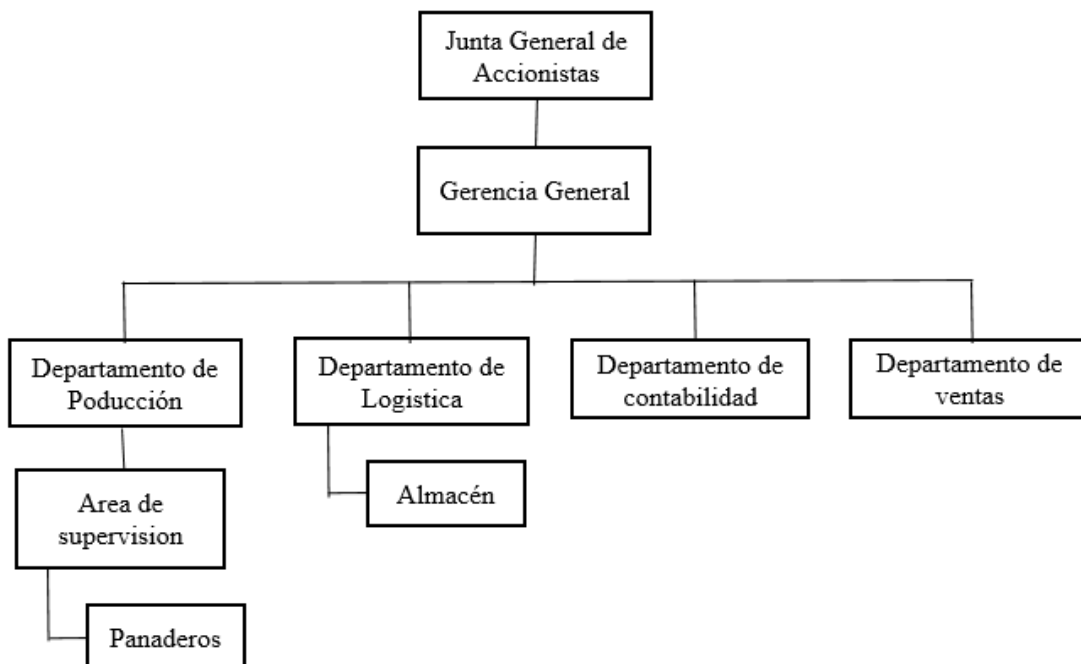 Junta General de
Accionistas
Gerencia General
Departamento de
Poducción
Departamento de
Logistica
Departamento de
contabilidad
Departamento de
ventas
Area de
supervision
Almacén
Panaderos